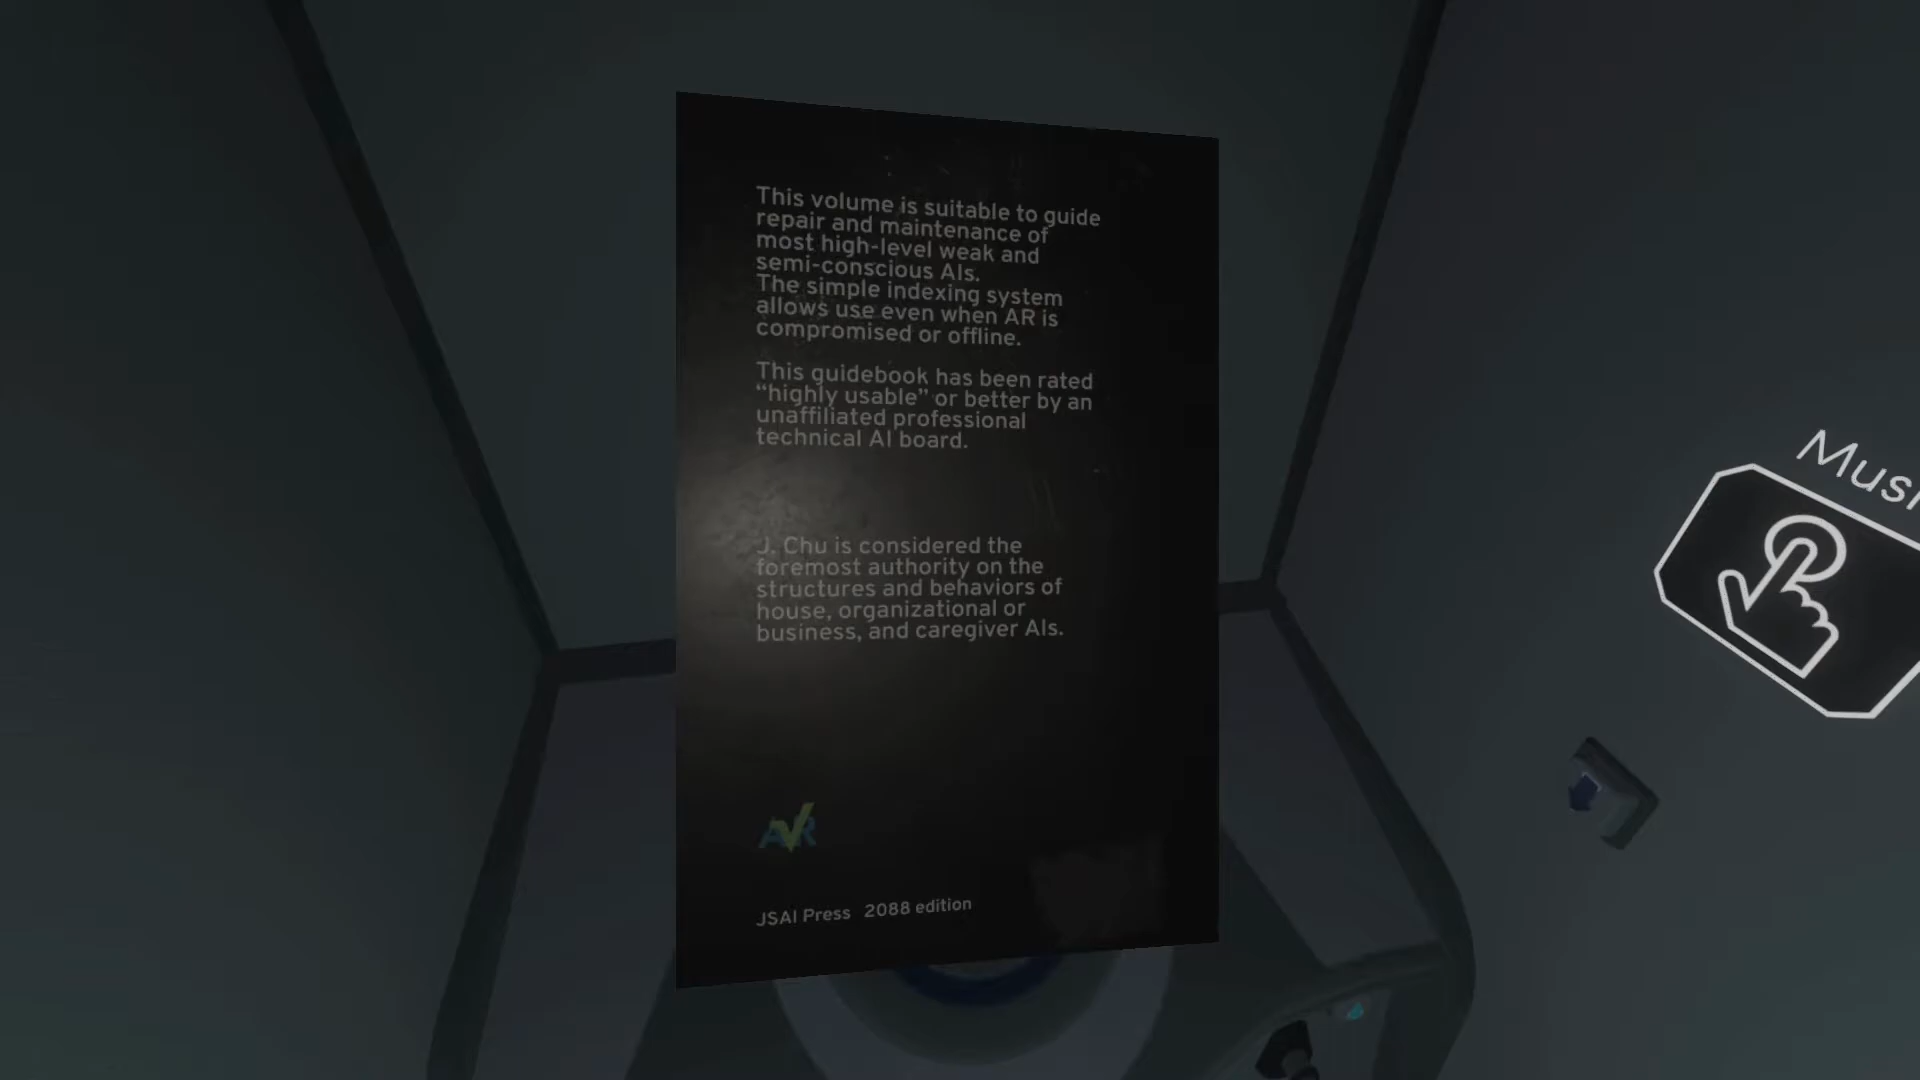 This volume is suitable to guide
repair and maintenance of
most high-level weak and
semi-conscious AIs.
The simple indexing system
allows use even when AR is
compromised or offline.
This guidebook has been rated
“highly usable” or better by an
unaffiliated professional
technical AI board.
J. Chu is considered the
foremost authority on the
structures and behaviors of
house, organizational or
business, and caregiver AIs.
AR
JSAI Press 2088 edition